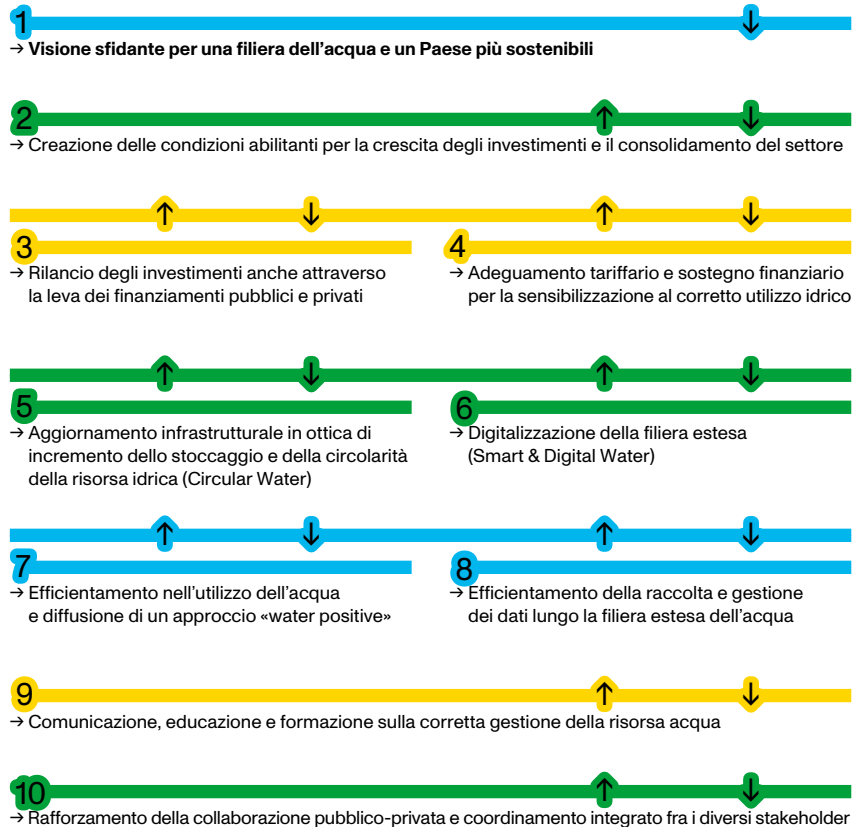 1
→ Visione sfidante per una filiera dell’acqua e un Paese più sostenibili
2
→ Creazione delle condizioni abilitanti per la crescita degli investimenti e il consolidamento del settore
3
→ Rilancio degli investimenti anche attraverso
la leva dei finanziamenti pubblici e privati
4
→ Adeguamento tariffario e sostegno finanziario
per la sensibilizzazione al corretto utilizzo idrico
5
→ Aggiornamento infrastrutturale in ottica di
incremento dello stoccaggio e della circolarità
della risorsa idrica (Circular Water)
6
→ Digitalizzazione della filiera estesa
(Smart & Digital Water)
7
→ Efficientamento nell’utilizzo dell’acqua
e diffusione di un approccio «water positive»
8
→ Efficientamento della raccolta e gestione
dei dati lungo la filiera estesa dell’acqua
9
→ Comunicazione, educazione e formazione sulla corretta gestione della risorsa acqua
10
→ Rafforzamento della collaborazione pubblico-privata e coordinamento integrato fra i diversi stakeholder